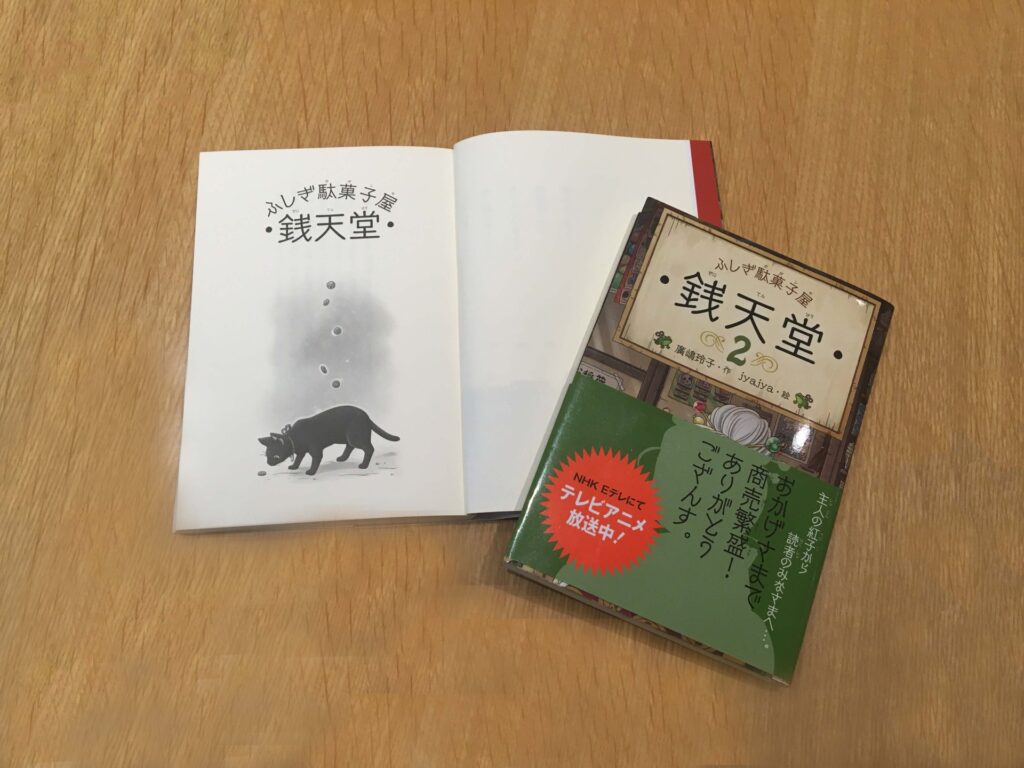 ふしぎ駄菓子屋
・銭天堂・
ふしぎ駄菓子屋
・銭天堂・
2
廣嶋玲子・作 jyajya・絵
主人の紅子から
読者のみなさまへ…。
おかげさまで
商売繁盛！
ありがとう
ござんす。
NHK Eテレにて
テレビアニメ
放送中！